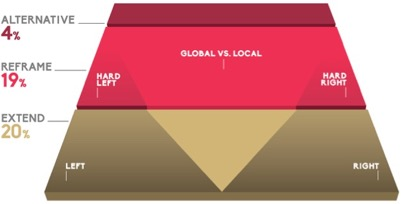 ALTERNATIVE
4%
GLOBAL VS. LOCAL
REFRAME
19%
HARD
LEFT
HARD
RIGHT
EXTEND
20%
LEFT
RIGHT